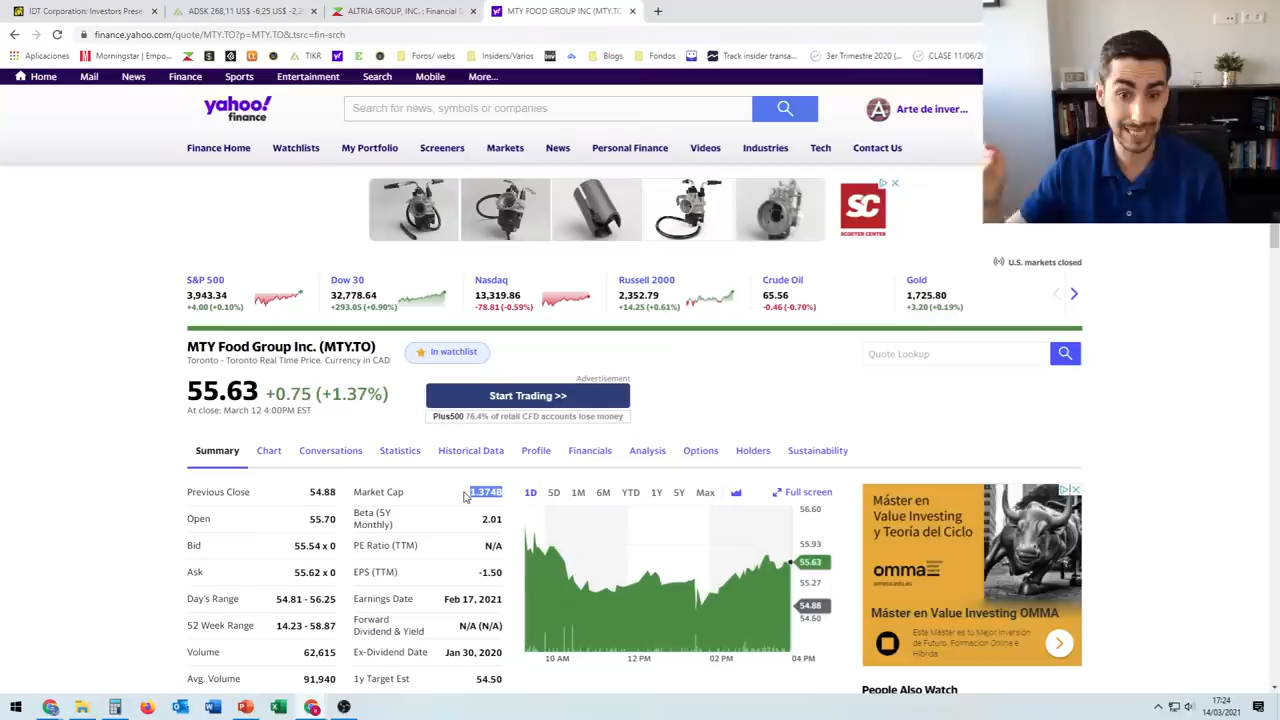 IDT Corporation: Investors Prese
ADSK 268,11 US$ -6,25 US$ -2,2
ALTRIA GROUP, INC. : Financial D
MTY FOOD GROUP INC (MTY.TO)
finance.yahoo.com/quote/MTY.TO?p=MTY.TO&.tsrc=fin-srch
Aplicaciones
Morningstar | Empo...
TIKR
Foros/ webs
Insiders/Varios
Blogs
Fondos
Track insider transa...
3er Trimestre 2020 (...
CLASE 11/06/20
Home Mail News Finance Sports Entertainment Search Mobile More...
yahoo!
finance
Search for news, symbols or companies
Arte de inver...
Finance Home Watchlists My Portfolio Screeners Markets News Personal Finance Videos Industries Tech Contact Us
SC
SCOOTER CENTER
U.S. markets closed
S&P 500 Dow 30 Nasdaq Russell 2000 Crude Oil Gold
3,943.34 32,778.64 13,319.86 2,352.79 65.56 1,725.80
+4.00 (+0.10%) +293.05 (+0.90%) -78.81 (-0.59%) +14.25 (+0.61%) -0.46 (-0.70%) +3.20 (+0.19%)
MTY Food Group Inc. (MTY.TO)
Toronto - Toronto Real Time Price. Currency in CAD
In watchlist
Quote Lookup
55.63 +0.75 (+1.37%)
At close: March 12 4:00PM EST
Advertisement
Start Trading >>
Plus500 76.4% of retail CFD accounts lose money
Summary Chart Conversations Statistics Historical Data Profile Financials Analysis Options Holders Sustainability
Previous Close 54.88
Open 55.70
Bid 55.54 x 0
Ask 55.62 x 0
Day's Range 54.81 - 56.25
52 Week Range 14.23 - 58.87
Volume 62,615
Avg. Volume 91,940
Market Cap 1.374B
Beta (5Y
Monthly) 2.01
PE Ratio (TTM) N/A
EPS (TTM) -1.50
Earnings Date Feb 17, 2021
Forward
Dividend & Yield N/A (N/A)
Ex-Dividend Date Jan 30, 2020
1y Target Est 54.50
1D 5D 1M 6M YTD 1Y 5Y Max Full screen
56.60
55.93
55.63
55.27
54.88
54.60
10 AM 12 PM 02 PM 04 PM
Máster en
Value Investing
y Teoría del Ciclo
omma
omma.edu.es
Máster en Value Investing OMMA
Este Máster es tu Mejor Inversión
de Futuro, Formación Online e
Híbrida
People Also Watch
17:24
14/03/2021